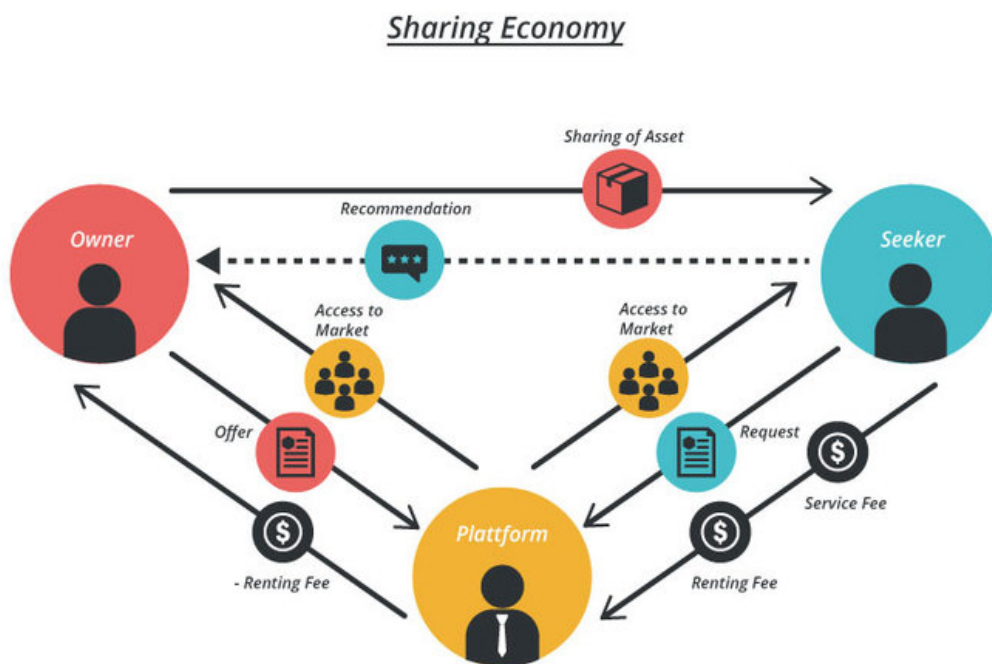 Sharing Economy
Sharing of Asset
Recommendation
Owner
Seeker
Access to
Market
Access to
Market
Offer
Request
Service Fee
Plattform
- Renting Fee
Renting Fee